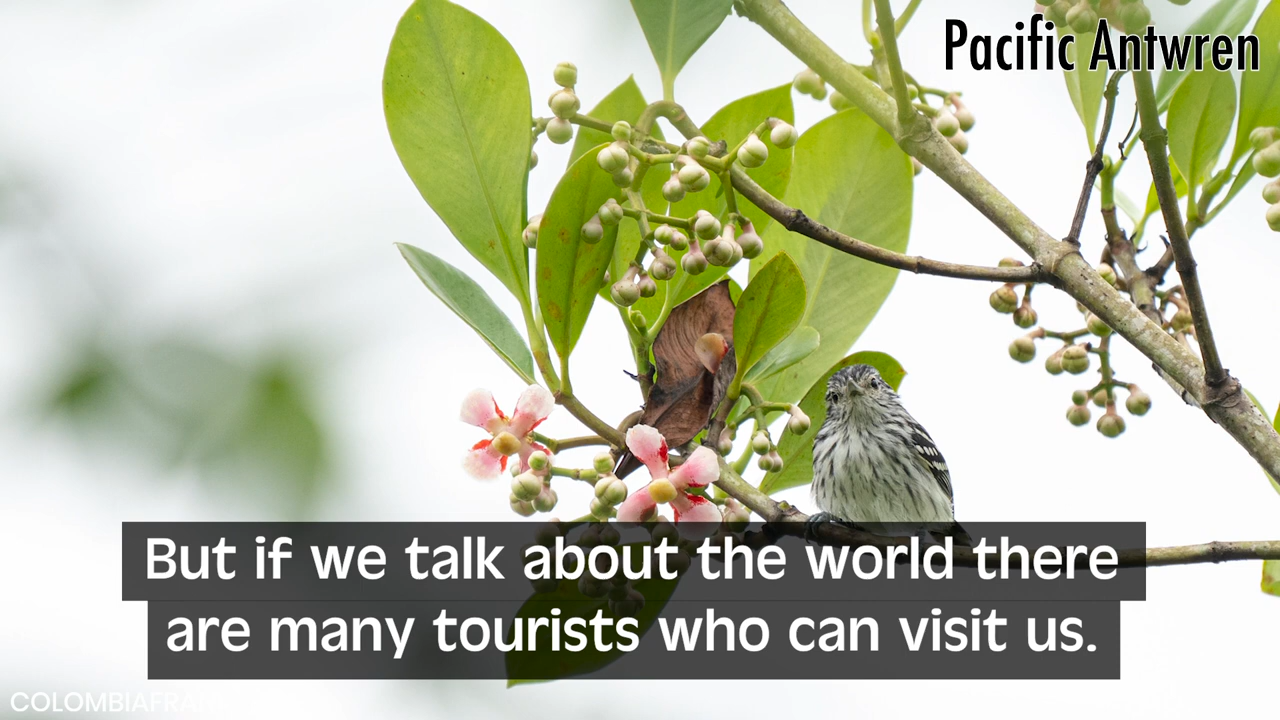 Pacific Antwren
But if we talk about the world there
are many tourists who can visit us.